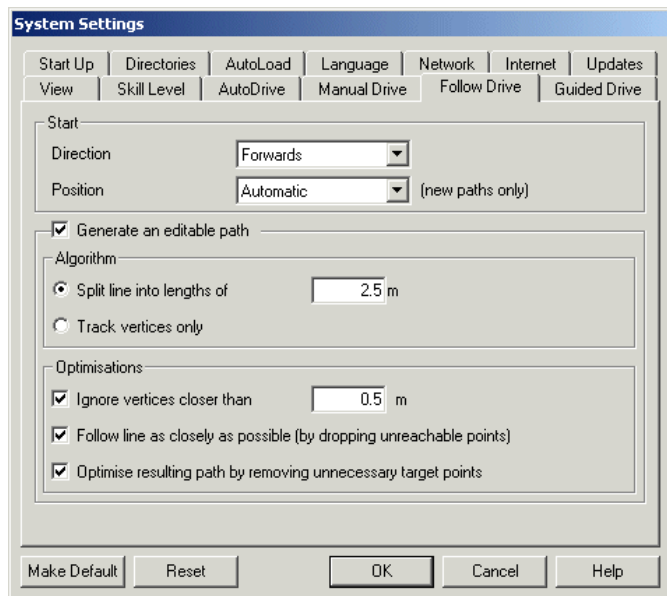 System Settings
Start Up Directories AutoLoad Language Network Internet Updates
View Skill Level AutoDrive Manual Drive Follow Drive Guided Drive
Start
Direction Forwards
Position Automatic (new paths only)
Generate an editable path
Algorithm
Split line into lengths of 2.5 m
Track vertices only
Optimisations
Ignore vertices closer than 0.5 m
Follow line as closely as possible (by dropping unreachable points)
Optimise resulting path by removing unnecessary target points
Make Default Reset OK Cancel Help